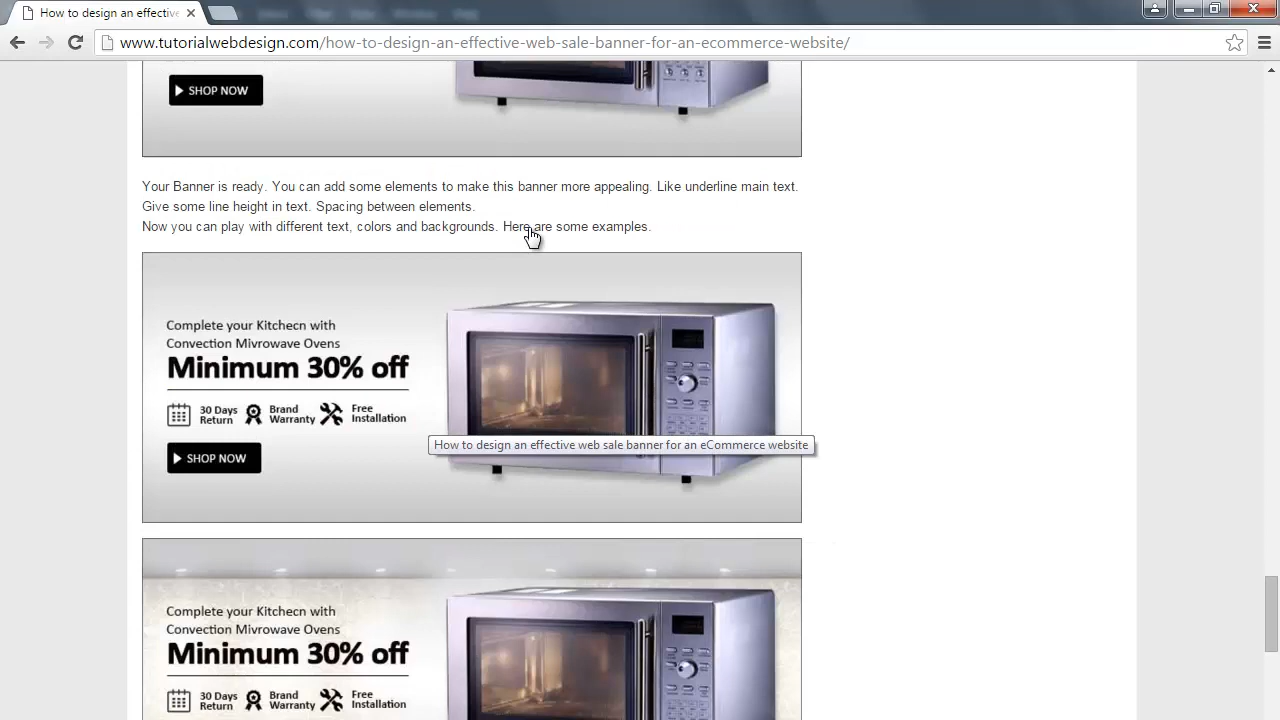 How to design an effectiv
www.tutorialwebdesign.com/how-to-design-an-effective-web-sale-banner-for-an-ecommerce-website/
SHOP NOW
Your Banner is ready. You can add some elements to make this banner more appealing. Like underline main text.
Give some line height in text. Spacing between elements.
Now you can play with different text, colors and backgrounds. Here are some examples.
Complete your Kitchecn with
Convection Mivrowave Ovens
Minimum 30% off
30 Days
Return
Brand
Warranty
Free
Installation
SHOP NOW
How to design an effective web sale banner for an eCommerce website
Complete your Kitchecn with
Convection Mivrowave Ovens
Minimum 30% off
30 Days
Return
Brand
Warranty
Free
Installation